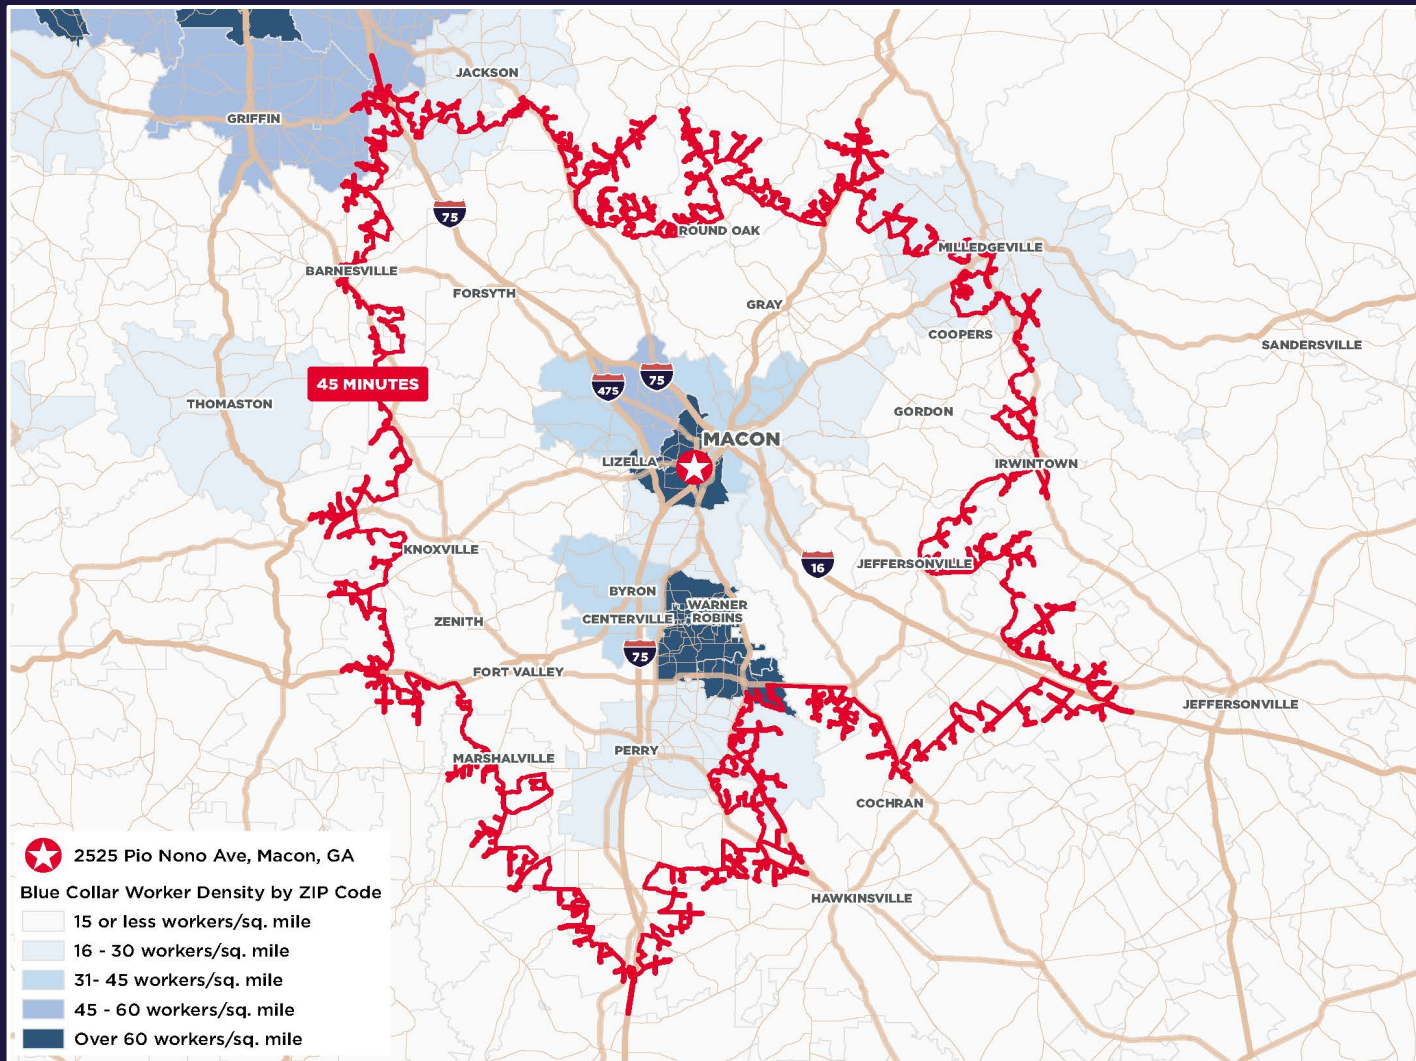 JACKSON
GRIFFIN
75
ROUND OAK
MILLEDGEVILLE
BARNESVILLE
FORSYTH
GRAY
COOPERS
SANDERSVILLE
45 MINUTES
475
75
THOMASTON
GORDON
MACON
LIZELLA
IRWINTOWN
KNOXVILLE
16
JEFFERSONVILLE
BYRON
WARNER
ROBINS
CENTERVILLE
ZENITH
75
FORT VALLEY
JEFFERSONVILLE
PERRY
MARSHALVILLE
COCHRAN
HAWKINSVILLE
2525 Pio Nono Ave, Macon, GA
Blue Collar Worker Density by ZIP Code
15 or less workers/sq. mile
16 - 30 workers/sq. mile
31- 45 workers/sq. mile
45 - 60 workers/sq. mile
Over 60 workers/sq. mile